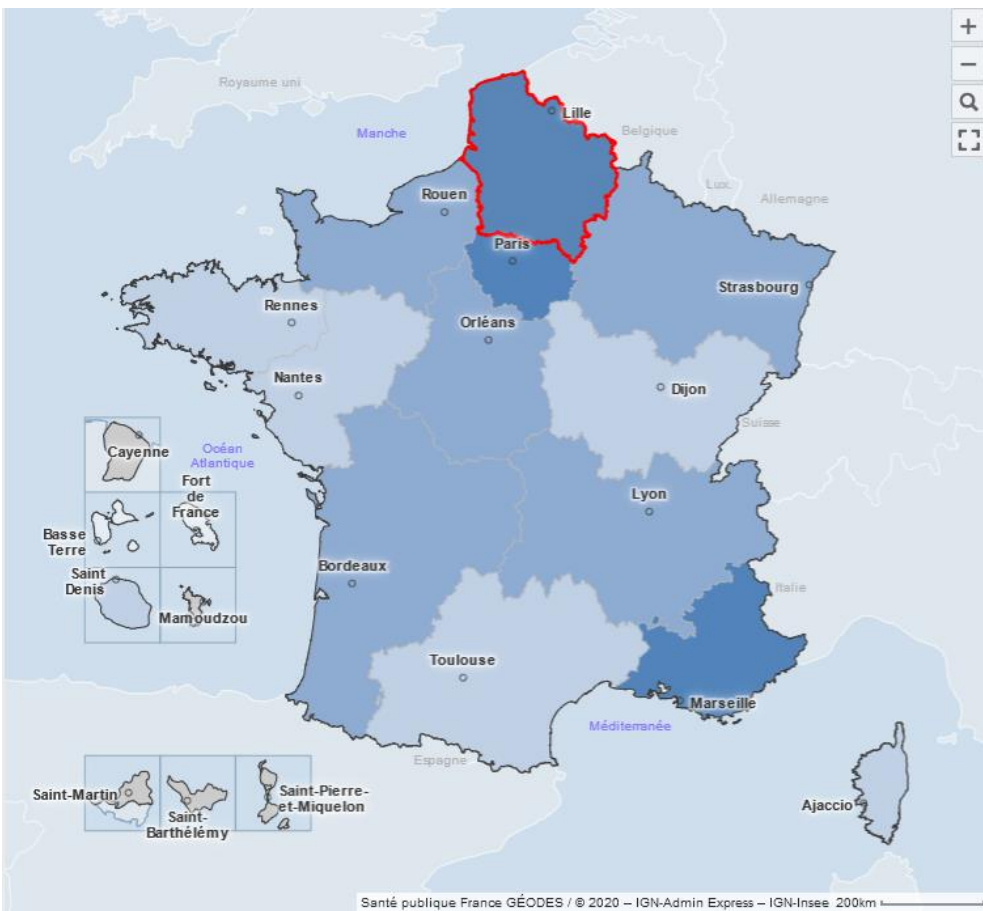 +
−
Royaume uni
Lille
Manche
Belgique
Rouen
Lux.
Allemagne
Paris
Strasbourg
Rennes
Orléans
Nantes
Dijon
Suisse
Cayenne
Océan
Atlantique
Fort
de
France
Lyon
Basse
Terre
Saint
Denis
Bordeaux
Italie
Mamoudzou
Toulouse
Marseille
Méditerranée
Espagne
Saint-Martin
Saint-
Barthélémy
Saint-Pierre-
et-Miquelon
Ajaccio
Santé publique France GÉODES / © 2020 – IGN-Admin Express – IGN-Insee 200km